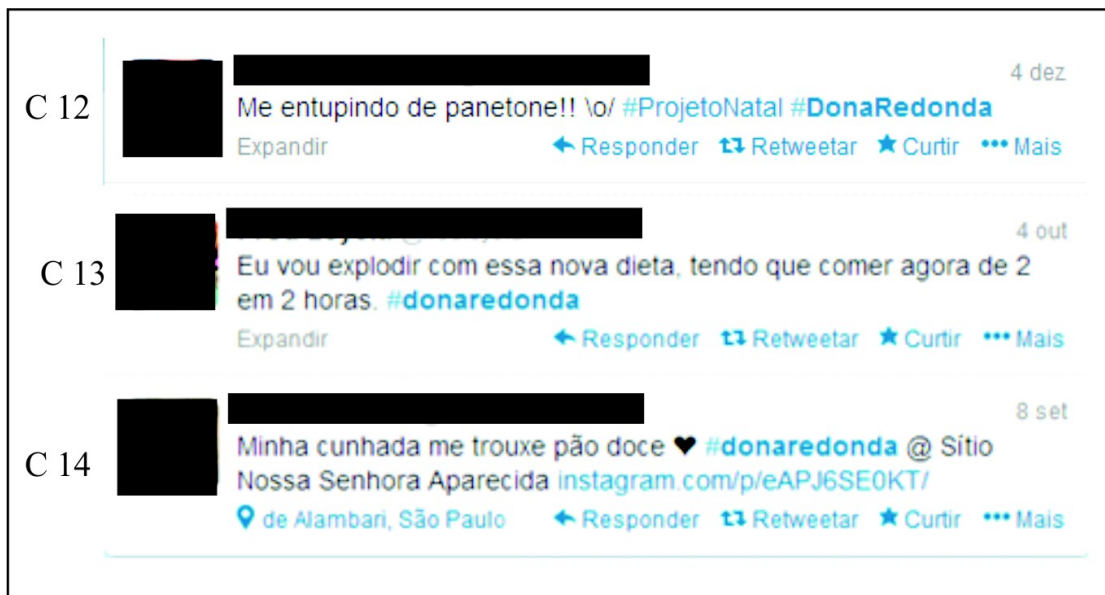 C 12
4 dez
Me entupindo de panetone!! \o/ #ProjetoNatal #DonaRedonda
Expandir Responder Retweetar Curtir Mais
C 13
4 out
Eu vou explodir com essa nova dieta, tendo que comer agora de 2
em 2 horas. #donaredonda
Expandir Responder Retweetar Curtir Mais
C 14
8 set
Minha cunhada me trouxe pão doce ♥ #donaredonda @ Sítio
Nossa Senhora Aparecida instagram.com/p/eAPJ6SE0KT/
de Alambari, São Paulo Responder Retweetar Curtir Mais